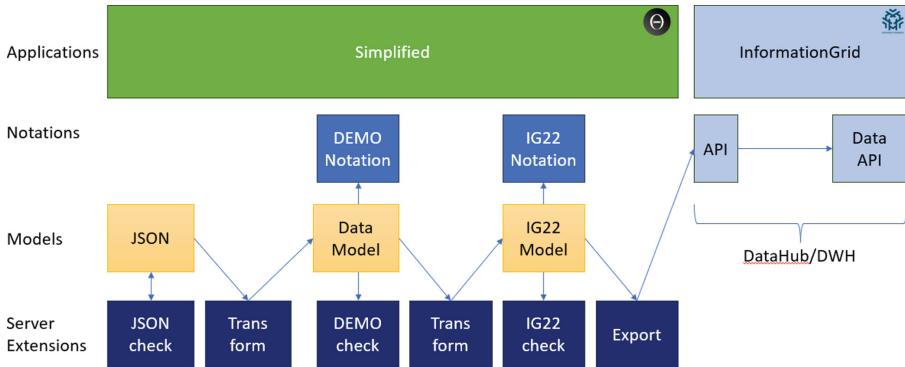 Applications
Simplified
Θ
InformationGrid
Notations
DEMO
Notation
IG22
Notation
API
Data
API
Models
JSON
Data
Model
IG22
Model
DataHub/DWH
Server
Extensions
JSON
check
Trans
form
DEMO
check
Trans
form
IG22
check
Export